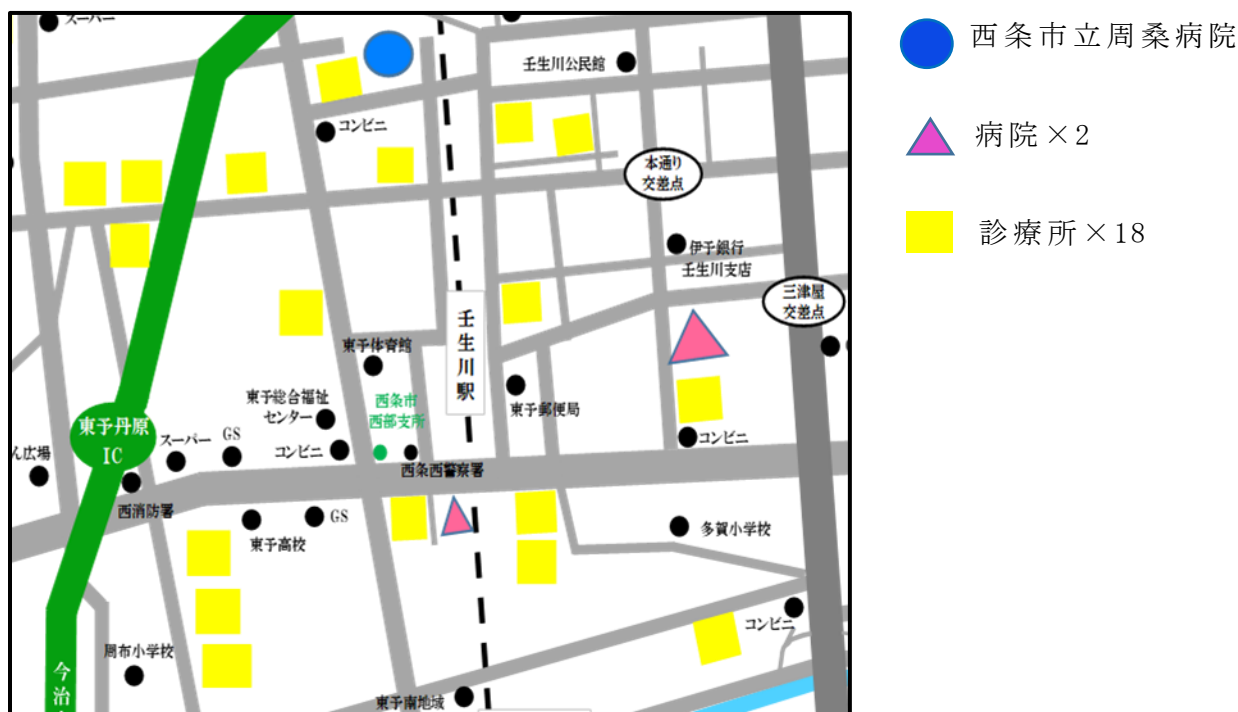 スーパー
壬生川公民館
コンビニ
本通り
交差点
伊予銀行
壬生川支店
三津屋
交差点
壬生川駅
東予体育館
東予総合福祉
センター
西条市
西部支所
東予郵便局
東予丹原
IC
スーパー
GS
コンビニ
コンビニ
ん広場
西条西警察署
西消防署
GS
東予高校
多賀小学校
コンビニ
周布小学校
今治
東予南地域
西条市立周桑病院
病院×2
診療所×18